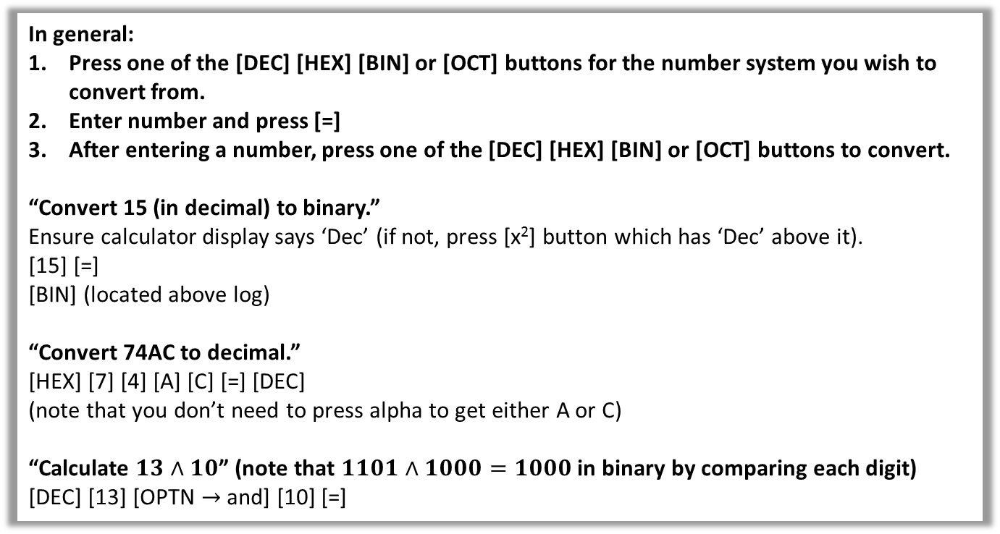 In general:
1. Press one of the [DEC] [HEX] [BIN] or [OCT] buttons for the number system you wish to
convert from.
2. Enter number and press [=]
3. After entering a number, press one of the [DEC] [HEX] [BIN] or [OCT] buttons to convert.
“Convert 15 (in decimal) to binary.”
Ensure calculator display says ‘Dec’ (if not, press [x²] button which has ‘Dec’ above it).
[15] [=]
[BIN] (located above log)
“Convert 74AC to decimal.”
[HEX] [7] [4] [A] [C] [=] [DEC]
(note that you don’t need to press alpha to get either A or C)
“Calculate 13 ∧ 10” (note that 1101 ∧ 1000 = 1000 in binary by comparing each digit)
[DEC] [13] [OPTN → and] [10] [=]